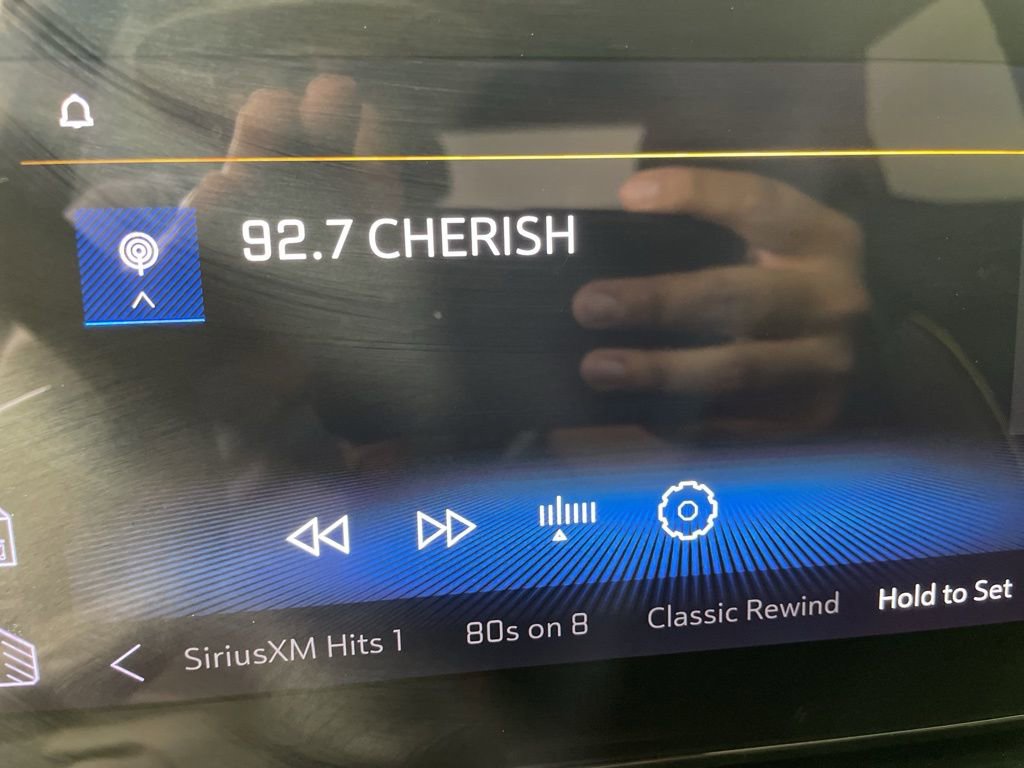 92.7 CHERISH
SiriusXM Hits 1
80s on 8
Classic Rewind
Hold to Set